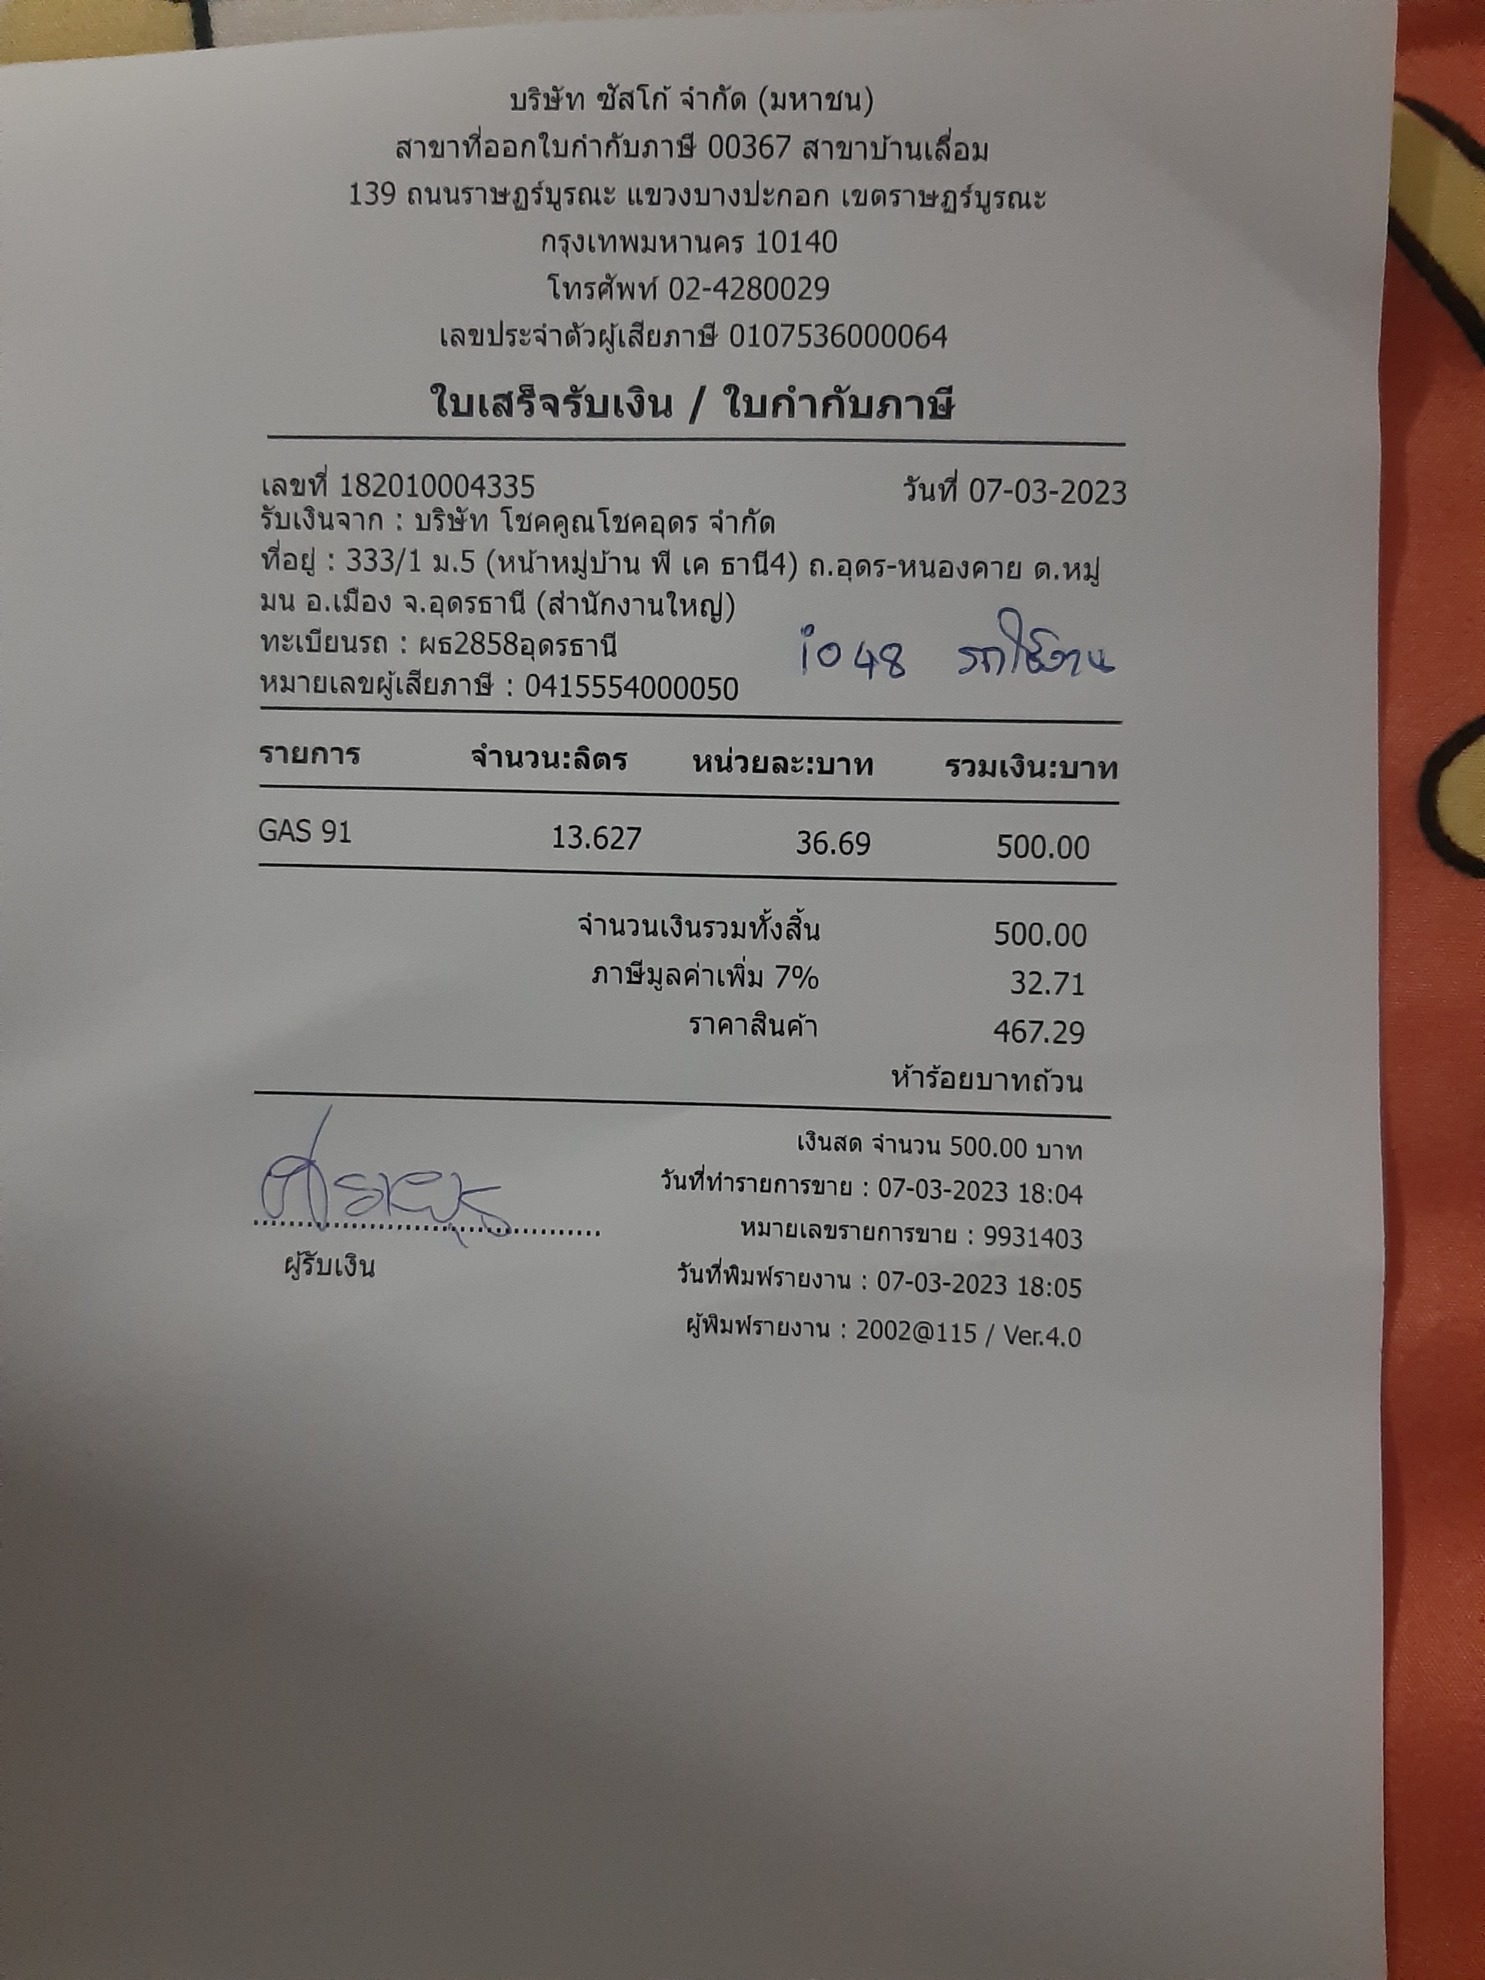 บริษัท ซัสโก้ จำกัด (มหาชน)
สาขาที่ออกใบกำกับภาษี 00367 สาขาบ้านเลื่อม
139 ถนนราษฏร์บูรณะ แขวงบางปะกอก เขตราษฏร์บูรณะ
กรุงเทพมหานคร 10140
โทรศัพท์ 02-4280029
เลขประจำตัวผู้เสียภาษี 0107536000064
ใบเสร็จรับเงิน / ใบกำกับภาษี
เลขที่ 182010004335 วันที่ 07-03-2023
รับเงินจาก : บริษัท โชคคูณโชคอุดร จำกัด
ที่อยู่ : 333/1 ม.5 (หน้าหมู่บ้าน พี เค ธานี4) ถ.อุดร-หนองคาย ต.หมู
มน อ.เมือง จ.อุดรธานี (สำนักงานใหญ่)
ทะเบียนรถ : ผธ2858อุดรธานี io48 รถใช้งาน
หมายเลขผู้เสียภาษี : 0415554000050
รายการ จำนวน:ลิตร หน่วยละ:บาท รวมเงิน:บาท
GAS 91 13.627 36.69 500.00
จำนวนเงินรวมทั้งสิ้น 500.00
ภาษีมูลค่าเพิ่ม 7% 32.71
ราคาสินค้า 467.29
ห้าร้อยบาทถ้วน
เงินสด จำนวน 500.00 บาท
วันที่ทำรายการขาย : 07-03-2023 18:04
หมายเลขรายการขาย : 9931403
ผู้รับเงิน
วันที่พิมพ์รายงาน : 07-03-2023 18:05
ผู้พิมพ์รายงาน : 2002@115 / Ver.4.0